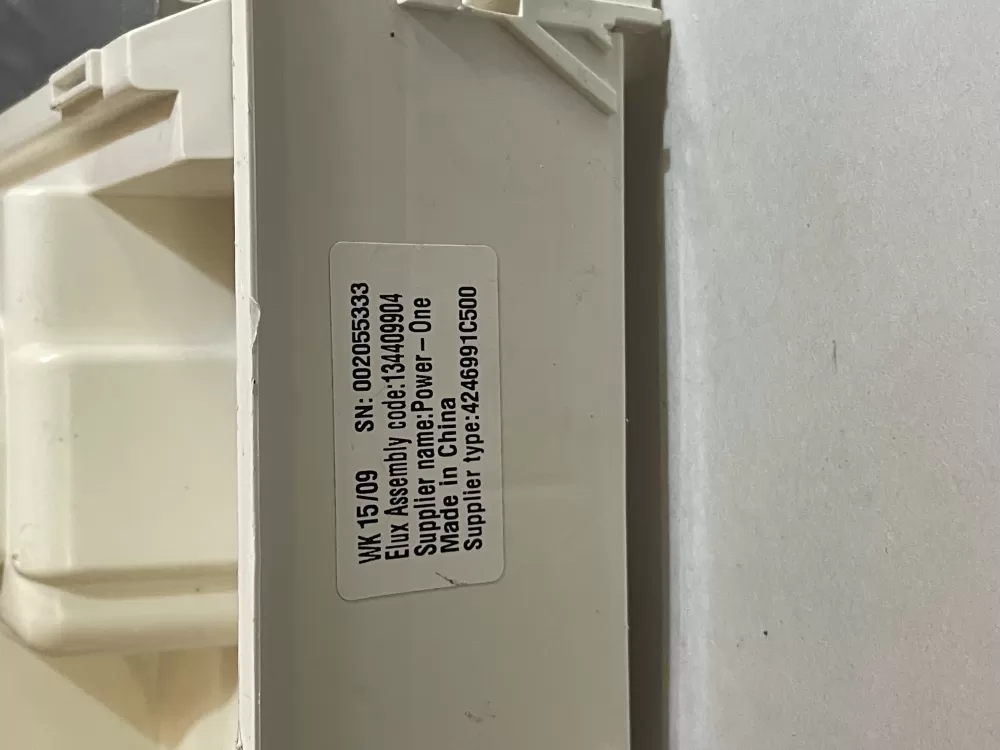 WK 15/09 SN: 002055333
Elux Assembly code:134409904
Supplier name:Power-One
Made in China
Supplier type:4246991C500